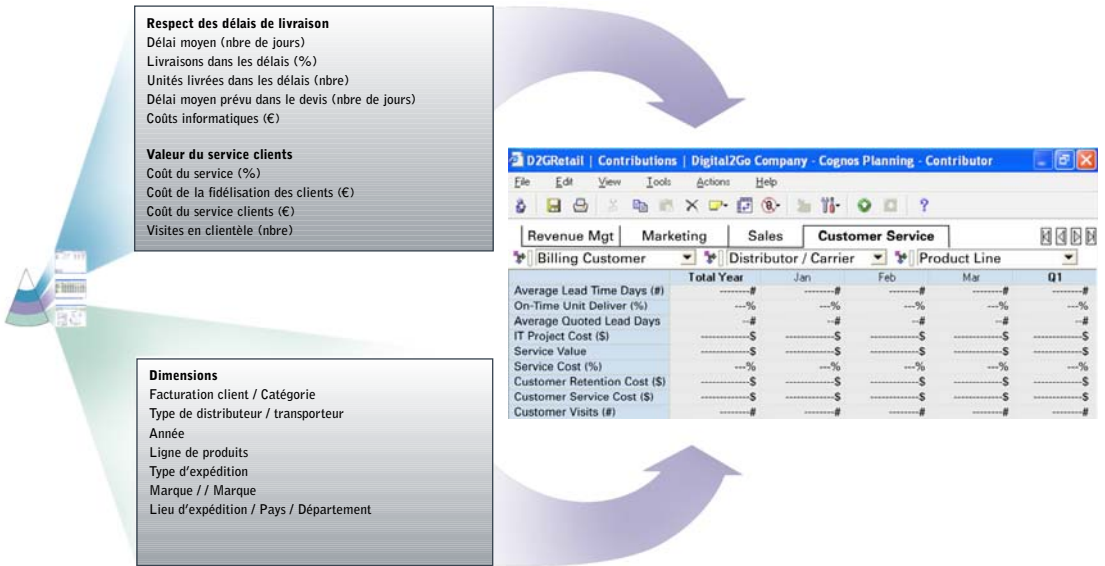 Respect des délais de livraison
Délai moyen (nbre de jours)
Livraisons dans les délais (%)
Unités livrées dans les délais (nbre)
Délai moyen prévu dans le devis (nbre de jours)
Coûts informatiques (€)
Valeur du service clients
Coût du service (%)
Coût de la fidélisation des clients (€)
Coût du service clients (€)
Visites en clientèle (nbre)
Dimensions
Facturation client / Catégorie
Type de distributeur / transporteur
Année
Ligne de produits
Type d'expédition
Marque / / Marque
Lieu d'expédition / Pays / Département
D2GRetail | Contributions | Digital2Go Company - Cognos Planning - Contributor
File Edit View Tools Actions Help
Revenue Mgt Marketing Sales Customer Service
Billing Customer Distributor / Carrier Product Line
Total Year Jan Feb Mar Q1
Average Lead Time Days (#) --------# --------# --------# --------# --------#
On-Time Unit Deliver (%) ---% ---% ---% ---% ---%
Average Quoted Lead Days --# --# --# --# --#
IT Project Cost ($) ------------$ ------------$ ------------$ ------------$ ------------$
Service Value ------------$ ------------$ ------------$ ------------$ ------------$
Service Cost (%) ---% ---% ---% ---% ---%
Customer Retention Cost ($) ------------$ ------------$ ------------$ ------------$ ------------$
Customer Service Cost ($) ------------$ ------------$ ------------$ ------------$ ------------$
Customer Visits (#) --------# --------# --------# --------# --------#